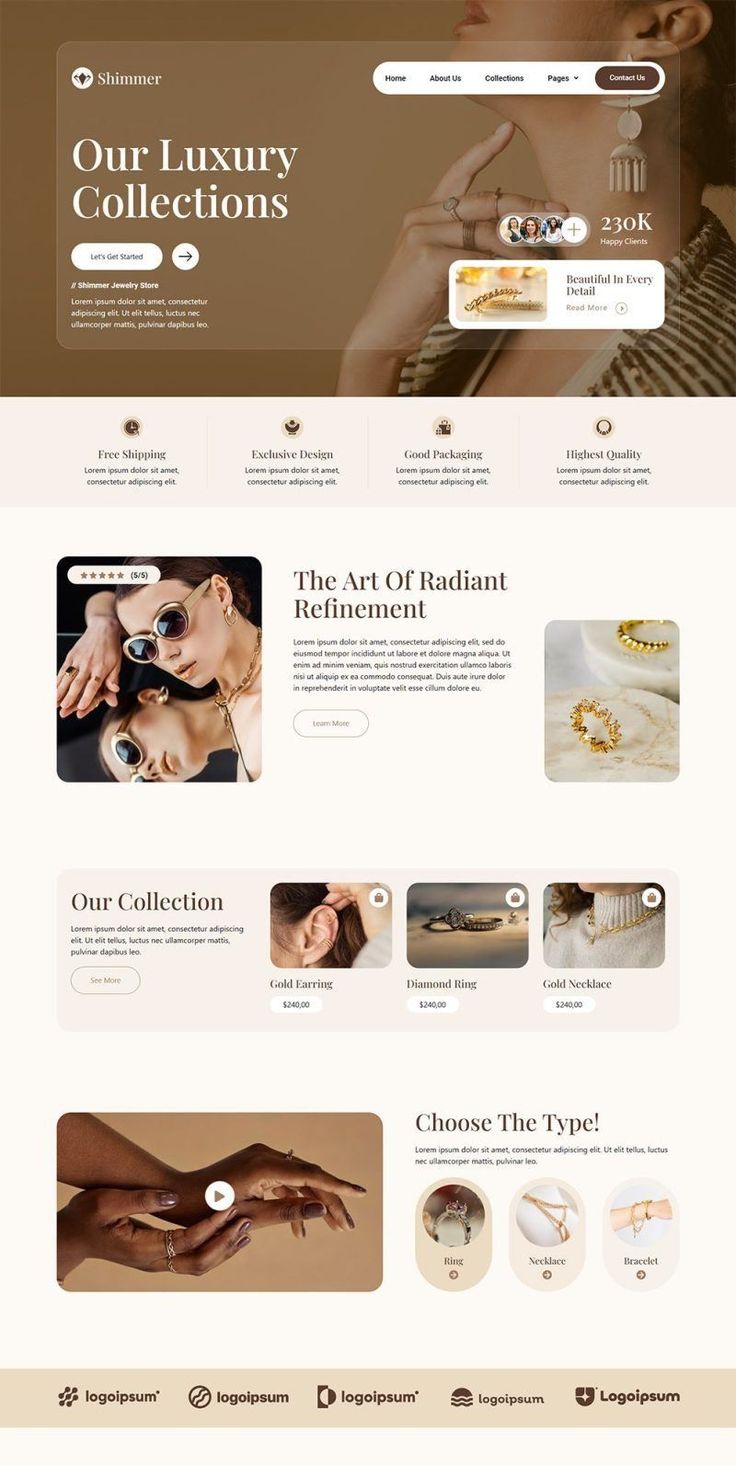 Shimmer
Home
About Us
Collections
Pages
Contact Us
Our Luxury
Collections
Let's Get Started
// Shimmer Jewelry Store
Lorem ipsum dolor sit amet, consectetur
adipiscing elit. Ut elit tellus, luctus nec
ullamcorper mattis, pulvinar dapibus leo.
230K
Happy Clients
Beautiful In Every
Detail
Read More
Free Shipping
Lorem ipsum dolor sit amet,
consectetur adipiscing elit.
Exclusive Design
Lorem ipsum dolor sit amet,
consectetur adipiscing elit.
Good Packaging
Lorem ipsum dolor sit amet,
consectetur adipiscing elit.
Highest Quality
Lorem ipsum dolor sit amet,
consectetur adipiscing elit.
(5/5)
The Art Of Radiant
Refinement
Lorem ipsum dolor sit amet, consectetur adipiscing elit, sed do
eiusmod tempor incididunt ut labore et dolore magna aliqua. Ut
enim ad minim veniam, quis nostrud exercitation ullamco laboris
nisi ut aliquip ex ea commodo consequat. Duis aute irure dolor
in reprehenderit in voluptate velit esse cillum dolore eu.
Learn More
Our Collection
Lorem ipsum dolor sit amet, consectetur adipiscing
elit. Ut elit tellus, luctus nec ullamcorper mattis,
pulvinar dapibus leo.
See More
Gold Earring
$240,00
Diamond Ring
$240,00
Gold Necklace
$240,00
Choose The Type!
Lorem ipsum dolor sit amet, consectetur adipiscing elit. Ut elit tellus, luctus
nec ullamcorper mattis, pulvinar leo.
Ring
Necklace
Bracelet
logoipsum
logoipsum
logoipsum
logoipsum
Logoipsum